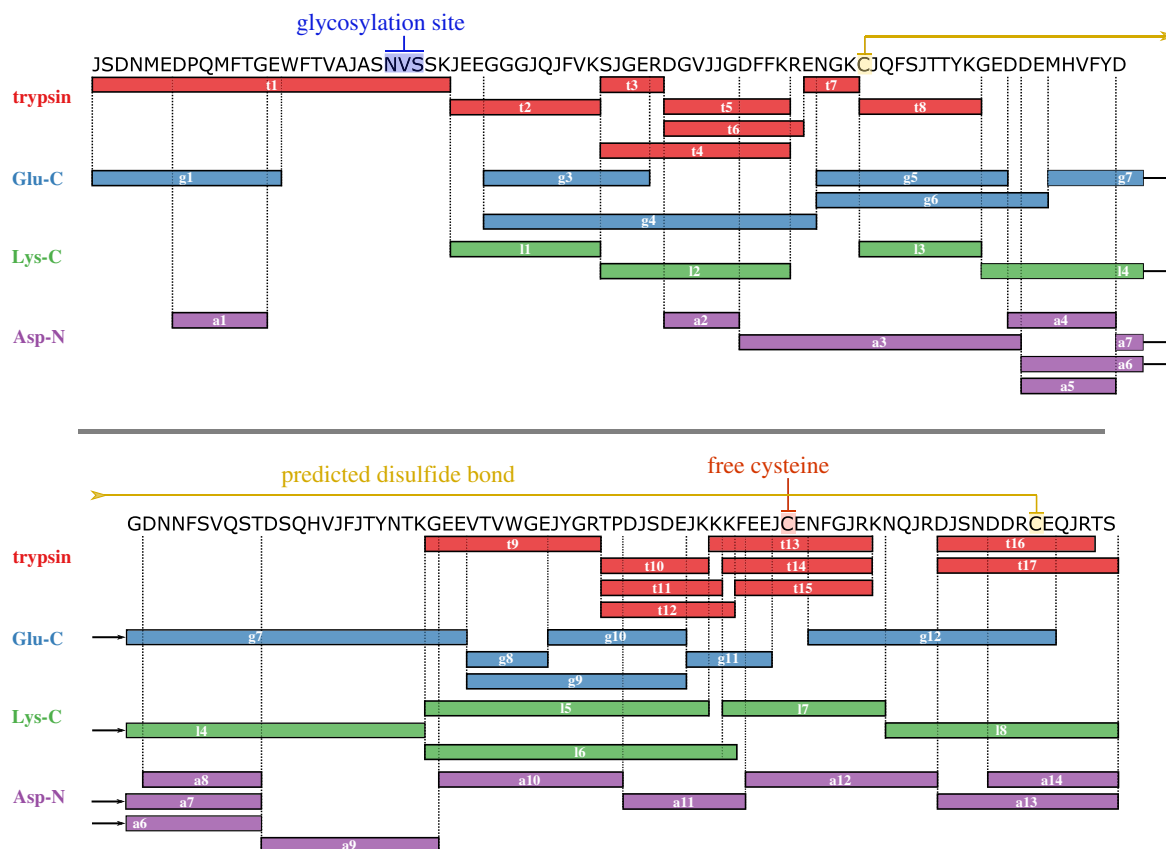 glycosylation site
JSDNMEDPQMFTGEWFTVAJASNVSSKJEEGGGJQJFVKSJGERDGVJJGDFFKRENGKCJQFSJTTYKGEDDEMHVFYD
trypsin
t1 t3 t7
t2 t5 t8
t6
t4
Glu-C
g1 g3 g5 g7
g6
g4
Lys-C
l1 l3
l2 l4
Asp-N
a1 a2 a4
a3 a7
a6
a5
predicted disulfide bond
free cysteine
GDNNFSVQSTDSQHVJFJTYNTKGEEVTVWGEJYGRTPDJSDEJKKKFEEJCENFGJRKNQJRDJSNDDRCEQJRTS
trypsin
t9 t13 t16
t10 t14 t17
t11 t15
t12
Glu-C
g7 g10 g12
g8 g11
g9
Lys-C
l5 l7
l4 l8
l6
Asp-N
a8 a10 a12 a14
a7 a11 a13
a6
a9